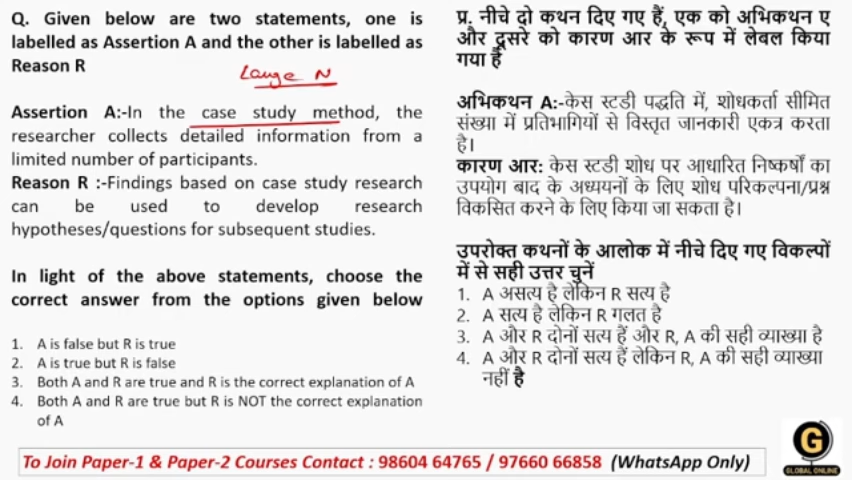 Q. Given below are two statements, one is
labelled as Assertion A and the other is labelled as
Reason R
Large N
Assertion A:-In the case study method, the
researcher collects detailed information from a
limited number of participants.
Reason R :-Findings based on case study research
can be used to develop research
hypotheses/questions for subsequent studies.
In light of the above statements, choose the
correct answer from the options given below
1. A is false but R is true
2. A is true but R is false
3. Both A and R are true and R is the correct explanation of A
4. Both A and R are true but R is NOT the correct explanation
of A
प्र. नीचे दो कथन दिए गए हैं, एक को अभिकथन ए
और दूसरे को कारण आर के रूप में लेबल किया
गया है
अभिकथन A:-केस स्टडी पद्धति में, शोधकर्ता सीमित
संख्या में प्रतिभागियों से विस्तृत जानकारी एकत्र करता
है।
कारण आर: केस स्टडी शोध पर आधारित निष्कर्षों का
उपयोग बाद के अध्ययनों के लिए शोध परिकल्पना/प्रश्न
विकसित करने के लिए किया जा सकता है।
उपरोक्त कथनों के आलोक में नीचे दिए गए विकल्पों
में से सही उत्तर चुनें
1. A असत्य है लेकिन R सत्य है
2. A सत्य है लेकिन R गलत है
3. A और R दोनों सत्य हैं और R, A की सही व्याख्या है
4. A और R दोनों सत्य हैं लेकिन R, A की सही व्याख्या
नहीं है
G
GLOBAL ONLINE
To Join Paper-1 & Paper-2 Courses Contact : 98604 64765 / 97660 66858 (WhatsApp Only)